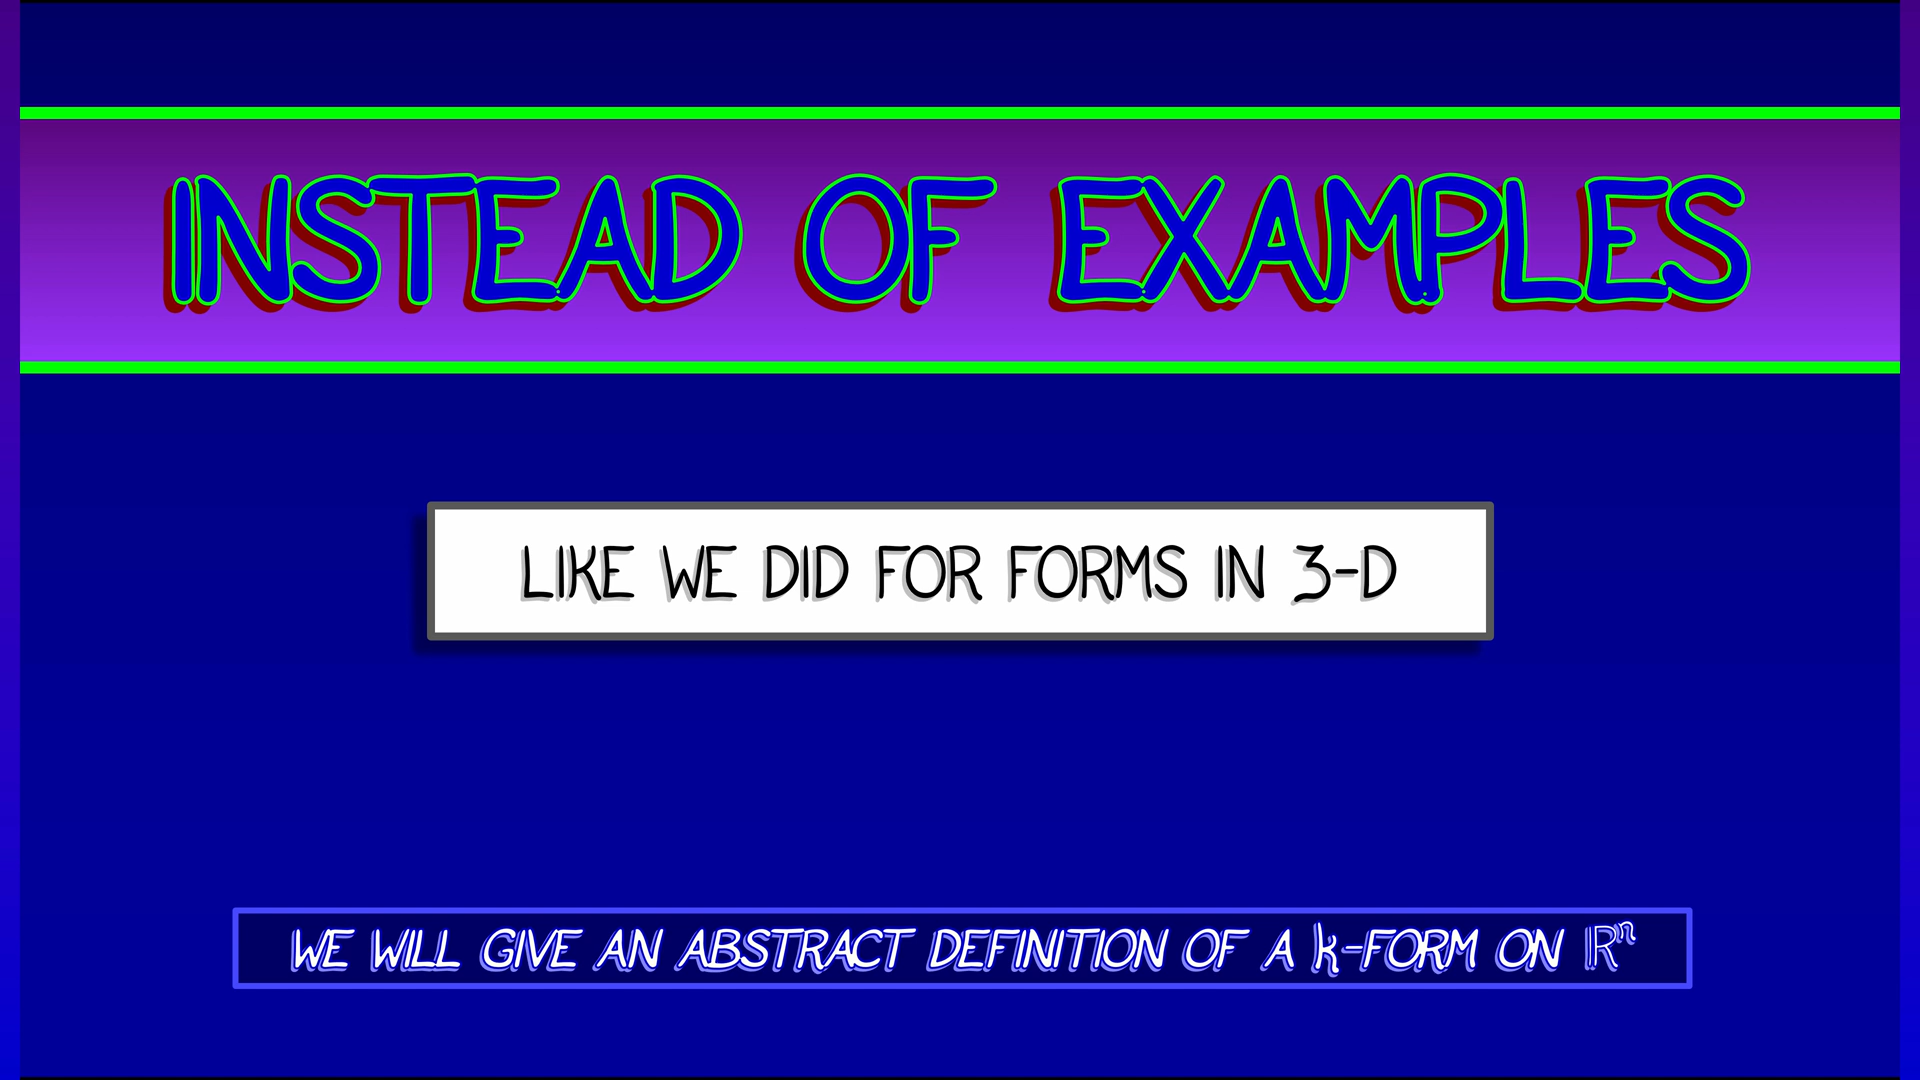 INSTEAD OF EXAMPLES
LIKE WE DID FOR FORMS IN 3-D
WE WILL GIVE AN ABSTRACT DEFINITION OF A k-FORM ON ℝⁿ